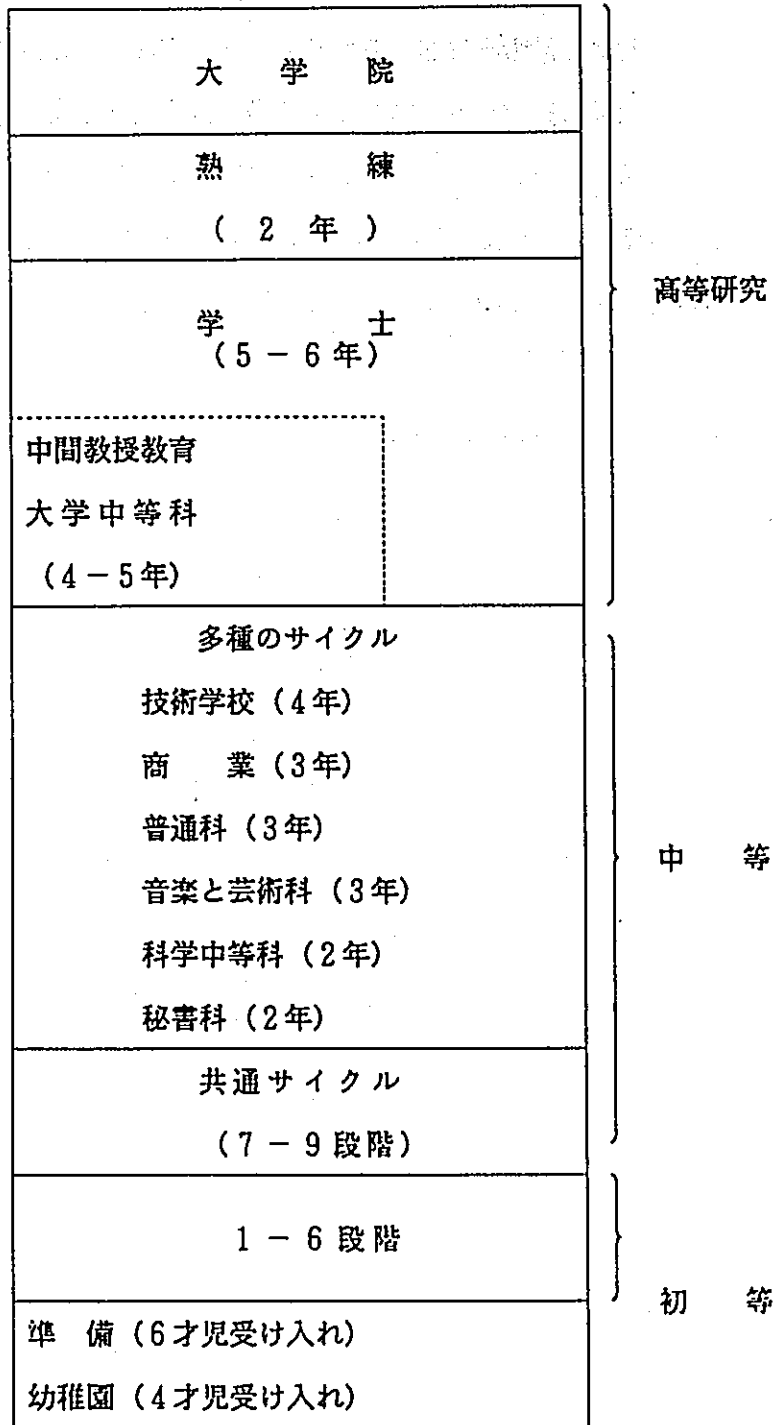 大　学　院
熟　　　練
( 2 年 )
学　　　士
(5－6年)
高等研究
中間教授教育
大学中等科
(4－5年)
多種のサイクル
技術学校 (4年)
商　　業 (3年)
普通科 (3年)
音楽と芸術科 (3年)
科学中等科 (2年)
秘書科 (2年)
中　　等
共通サイクル
(7－9段階)
1－6段階
初　　等
準　備 (6才児受け入れ)
幼稚園 (4才児受け入れ)